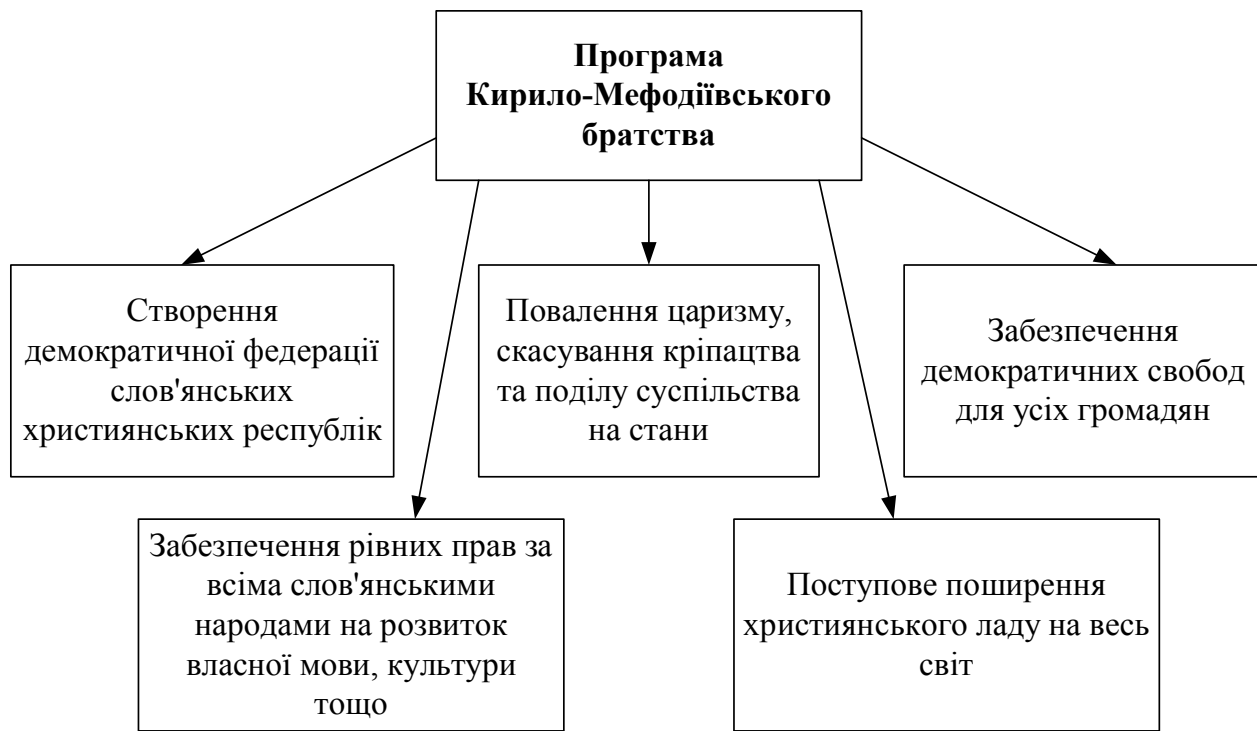 Програма
Кирило-Мефодіївського
братства
Створення
демократичної федерації
слов'янських
християнських республік
Повалення царизму,
скасування кріпацтва
та поділу суспільства
на стани
Забезпечення
демократичних свобод
для усіх громадян
Забезпечення рівних прав за
всіма слов'янськими
народами на розвиток
власної мови, культури
тощо
Поступове поширення
християнського ладу на весь
світ